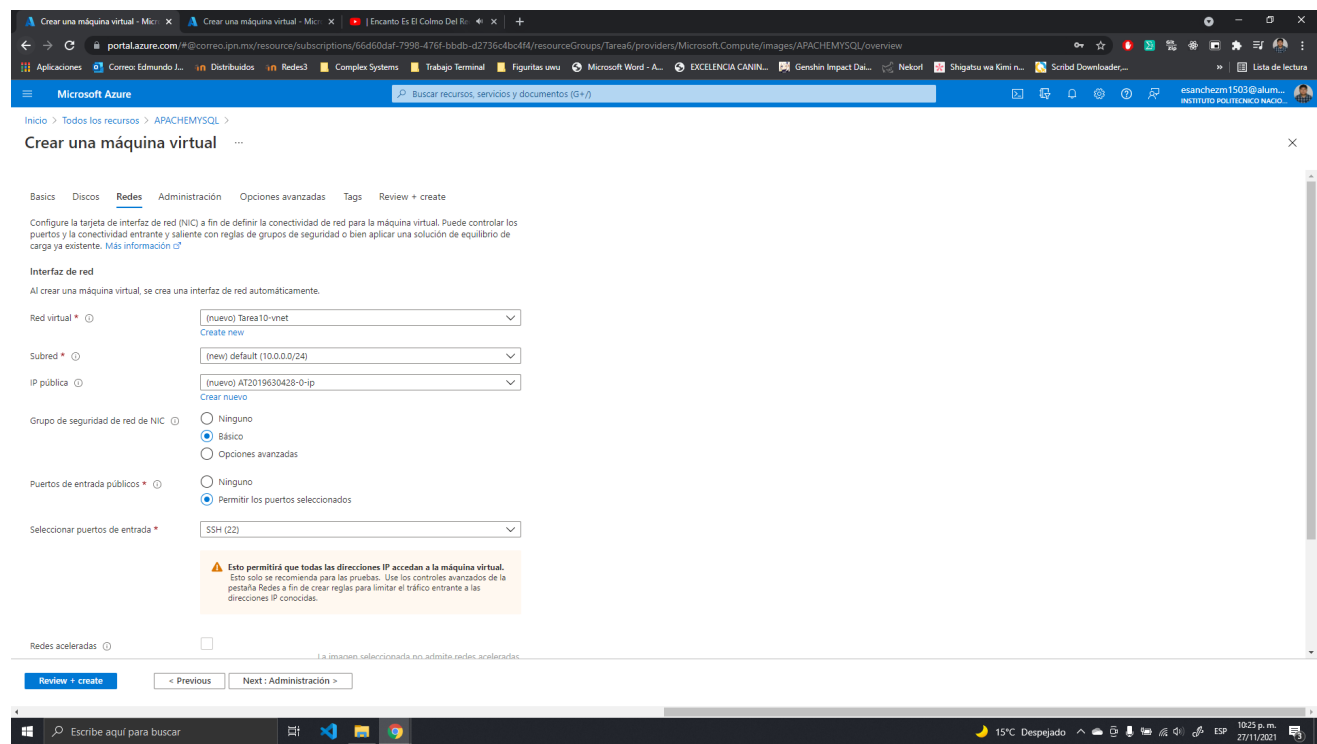 Crear una máquina virtual - Micr
Crear una máquina virtual - Micr
| Encanto Es El Colmo Del Re
portal.azure.com/#@correo.ipn.mx/resource/subscriptions/66d60daf-7998-476f-bbdb-d2736c4bc4f4/resourceGroups/Tarea6/providers/Microsoft.Compute/images/APACHEMYSQL/overview
Aplicaciones Correo: Edmundo J... Distribuidos Redes3 Complex Systems Trabajo Terminal Figuritas uwu Microsoft Word - A... EXCELENCIA CANIN... Genshin Impact Dai... Nekorl Shigatsu wa Kimi n... Scribd Downloader,... » Lista de lectura
Microsoft Azure
Buscar recursos, servicios y documentos (G+/)
esanchezm1503@alum...
INSTITUTO POLITECNICO NACIO...
Inicio > Todos los recursos > APACHEMYSQL >
Crear una máquina virtual ...
Basics Discos Redes Administración Opciones avanzadas Tags Review + create
Configure la tarjeta de interfaz de red (NIC) a fin de definir la conectividad de red para la máquina virtual. Puede controlar los
puertos y la conectividad entrante y saliente con reglas de grupos de seguridad o bien aplicar una solución de equilibrio de
carga ya existente. Más información
Interfaz de red
Al crear una máquina virtual, se crea una interfaz de red automáticamente.
Red virtual * (nuevo) Tarea10-vnet
Create new
Subred * (new) default (10.0.0.0/24)
IP pública (nuevo) AT2019630428-0-ip
Crear nuevo
Grupo de seguridad de red de NIC Ninguno
Básico
Opciones avanzadas
Puertos de entrada públicos * Ninguno
Permitir los puertos seleccionados
Seleccionar puertos de entrada * SSH (22)
Esto permitirá que todas las direcciones IP accedan a la máquina virtual.
Esto solo se recomienda para las pruebas. Use los controles avanzados de la
pestaña Redes a fin de crear reglas para limitar el tráfico entrante a las
direcciones IP conocidas.
Redes aceleradas
La imagen seleccionada no admite redes aceleradas.
Review + create < Previous Next : Administración >
Escribe aquí para buscar
15°C Despejado ESP
10:25 p. m.
27/11/2021
3